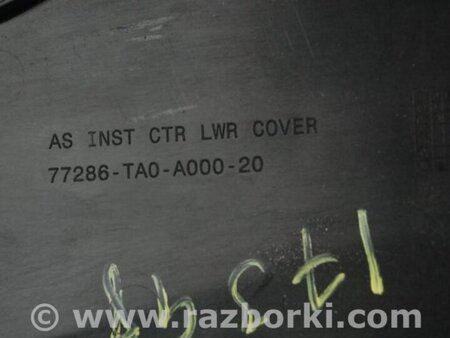 AS INST CTR LWR COVER
77286-TA0-A000-20
www.razborki.com